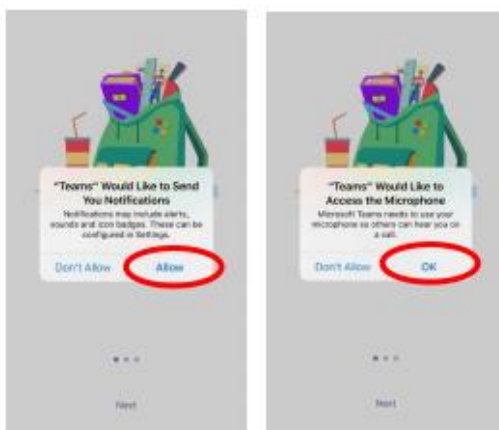 "Teams" Would Like to Send
You Notifications
Notifications may include alerts,
sounds and icon badges. These can be
configured in Settings.
Don't Allow
Allow
Next
"Teams" Would Like to
Access the Microphone
Microsoft Teams needs to use your
microphone so others can hear you on
a call.
Don't Allow
OK
Next